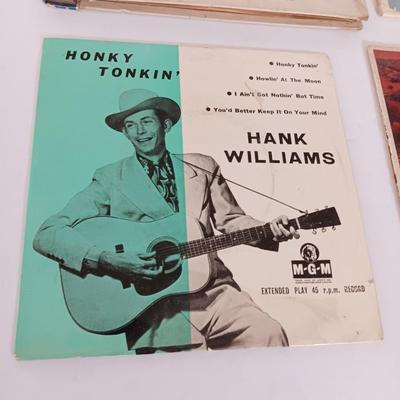 HONKY
TONKIN'
• Honky Tonkin'
• Howlin' At The Moon
• I Ain't Got Nothin' But Time
• You'd Better Keep It On Your Mind
HANK
WILLIAMS
M-G-M
EXTENDED PLAY 45 r.p.m. RECORD